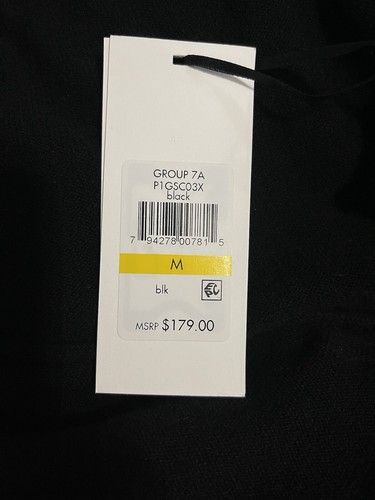 GROUP 7A
P1GSC03X
black
7 94278 00781 5
M
blk
MSRP $179.00